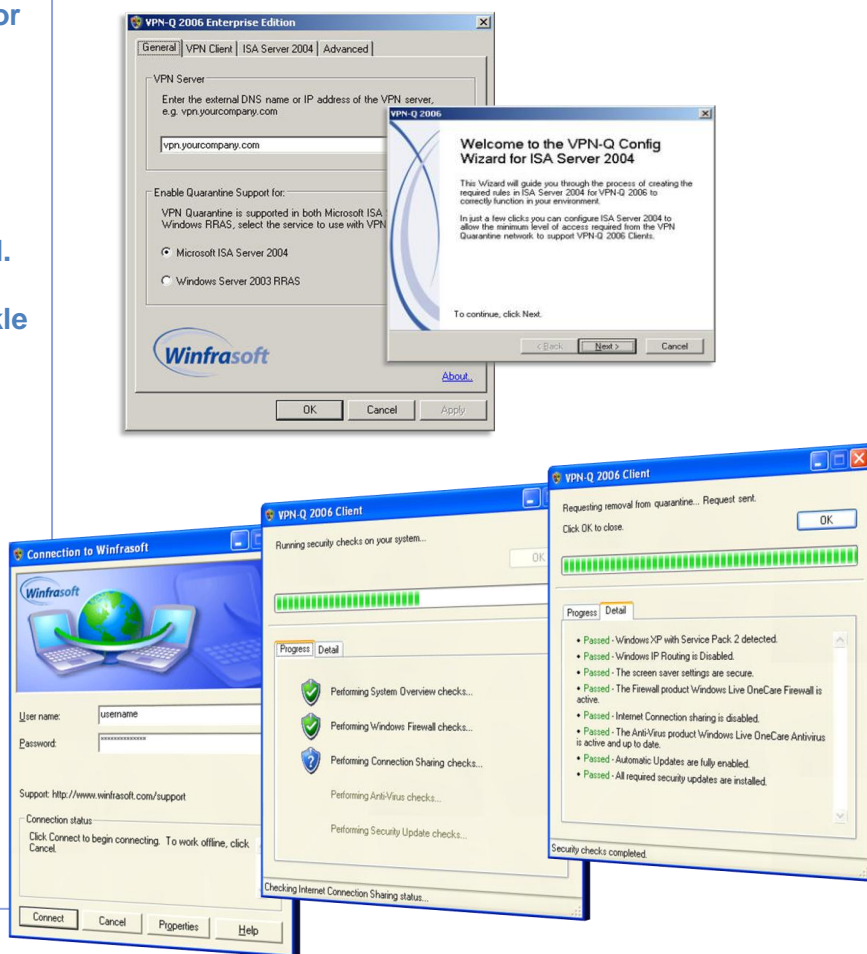 or
l.
kle
VPN-Q 2006 Enterprise Edition
General
VPN Client
ISA Server 2004
Advanced
VPN Server
Enter the external DNS name or IP address of the VPN server,
e.g. vpn.yourcompany.com
vpn.yourcompany.com
Enable Quarantine Support for:
VPN Quarantine is supported in both Microsoft ISA
Windows RRAS, select the service to use with VPN
Microsoft ISA Server 2004
Windows Server 2003 RRAS
Winfrasoft
About..
OK
Cancel
Apply
VPN-Q 2006
Welcome to the VPN-Q Config
Wizard for ISA Server 2004
This Wizard will guide you through the process of creating the
required rules in ISA Server 2004 for VPN-Q 2006 to
correctly function in your environment.
In just a few clicks you can configure ISA Server 2004 to
allow the minimum level of access required from the VPN
Quarantine network to support VPN-Q 2006 Clients.
To continue, click Next.
< Back
Next >
Cancel
Connection to Winfrasoft
Winfrasoft
User name:
username
Password:
Support: http://www.winfrasoft.com/support
Connection status
Click Connect to begin connecting. To work offline, click
Cancel.
Connect
Cancel
Properties
Help
VPN-Q 2006 Client
Running security checks on your system...
OK
Progress
Detail
Performing System Overview checks...
Performing Windows Firewall checks...
Performing Connection Sharing checks...
Performing Anti-Virus checks...
Performing Security Update checks...
Checking Internet Connection Sharing status...
VPN-Q 2006 Client
Requesting removal from quarantine... Request sent.
Click OK to close.
OK
Progress
Detail
• Passed - Windows XP with Service Pack 2 detected.
• Passed - Windows IP Routing is Disabled.
• Passed - The screen saver settings are secure.
• Passed - The Firewall product Windows Live OneCare Firewall is
active.
• Passed - Internet Connection sharing is disabled.
• Passed - The Anti-Virus product Windows Live OneCare Antivirus
is active and up to date.
• Passed - Automatic Updates are fully enabled.
• Passed - All required security updates are installed.
Security checks completed.